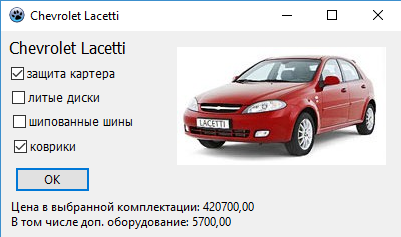 Chevrolet Lacetti
Chevrolet Lacetti
защита картера
литые диски
шипованные шины
коврики
LACETTI
ОК
Цена в выбранной комплектации: 420700,00
В том числе доп. оборудование: 5700,00